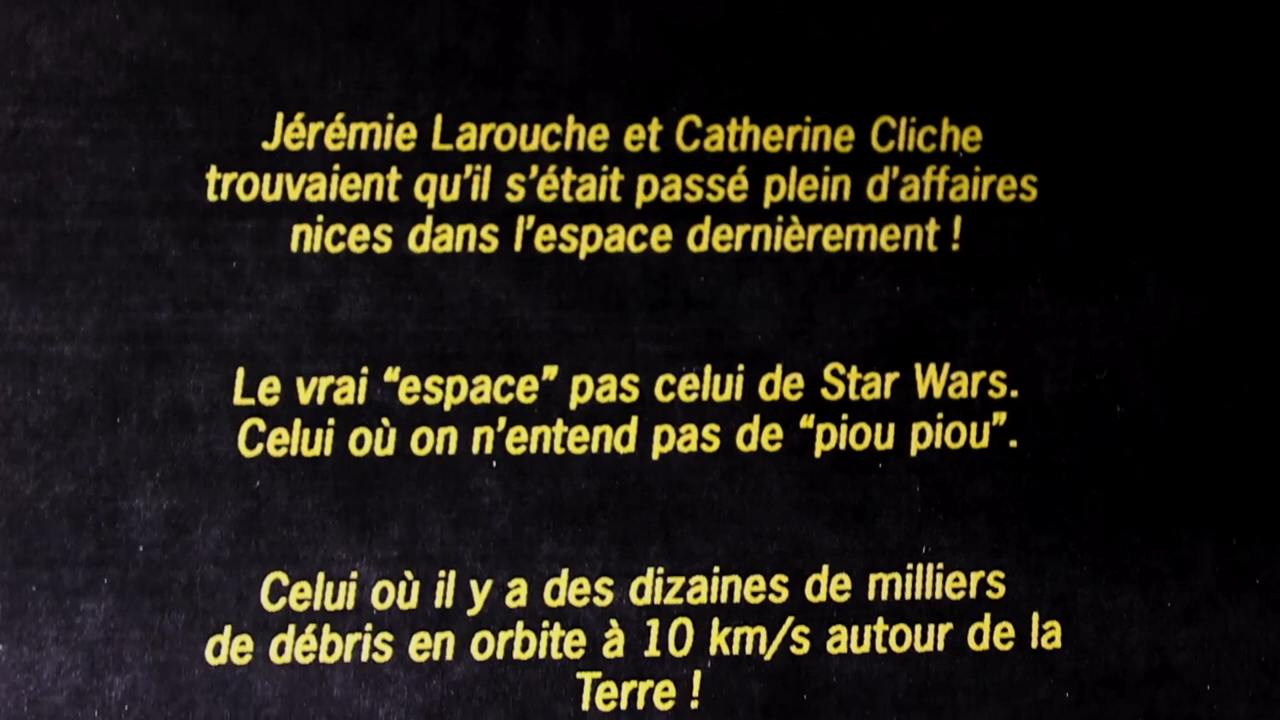 Jérémie Larouche et Catherine Cliche
trouvaient qu'il s'était passé plein d'affaires
nices dans l'espace dernièrement !
Le vrai “espace” pas celui de Star Wars.
Celui où on n'entend pas de “piou piou”.
Celui où il y a des dizaines de milliers
de débris en orbite à 10 km/s autour de la
Terre !